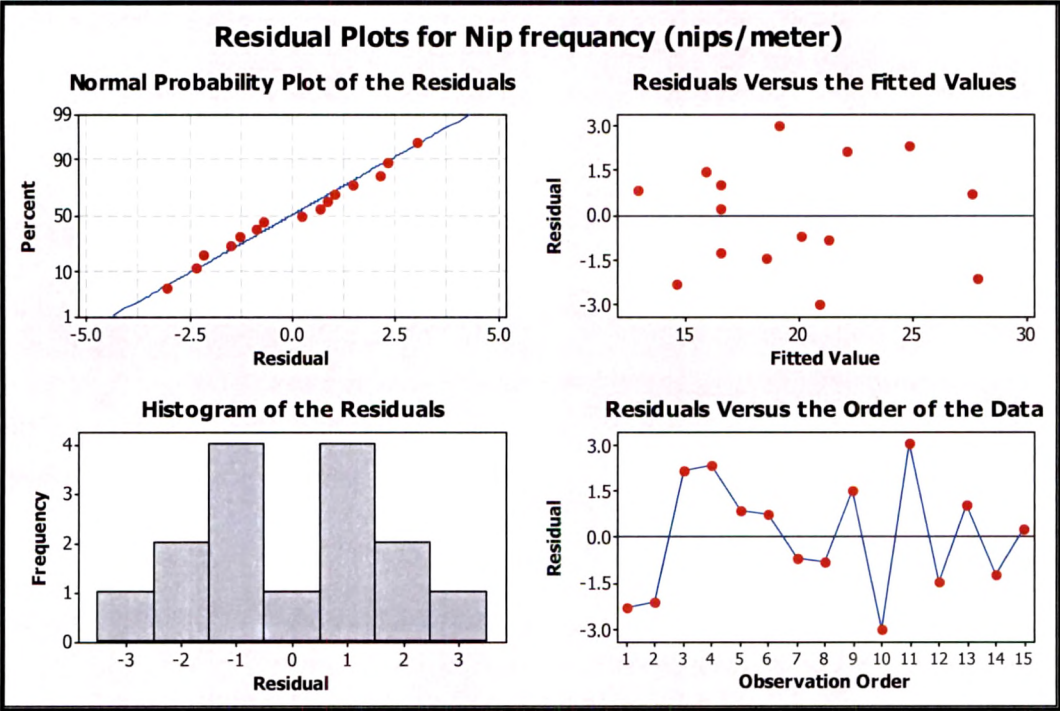 Residual Plots for Nip frequancy (nips/meter)
Normal Probability Plot of the Residuals
99
90
50
10
1
Percent
-5.0 -2.5 0.0 2.5 5.0
Residual
Residuals Versus the Fitted Values
3.0
1.5
0.0
-1.5
-3.0
Residual
15 20 25 30
Fitted Value
Histogram of the Residuals
4
3
2
1
0
Frequency
-3 -2 -1 0 1 2 3
Residual
Residuals Versus the Order of the Data
3.0
1.5
0.0
-1.5
-3.0
Residual
1 2 3 4 5 6 7 8 9 10 11 12 13 14 15
Observation Order